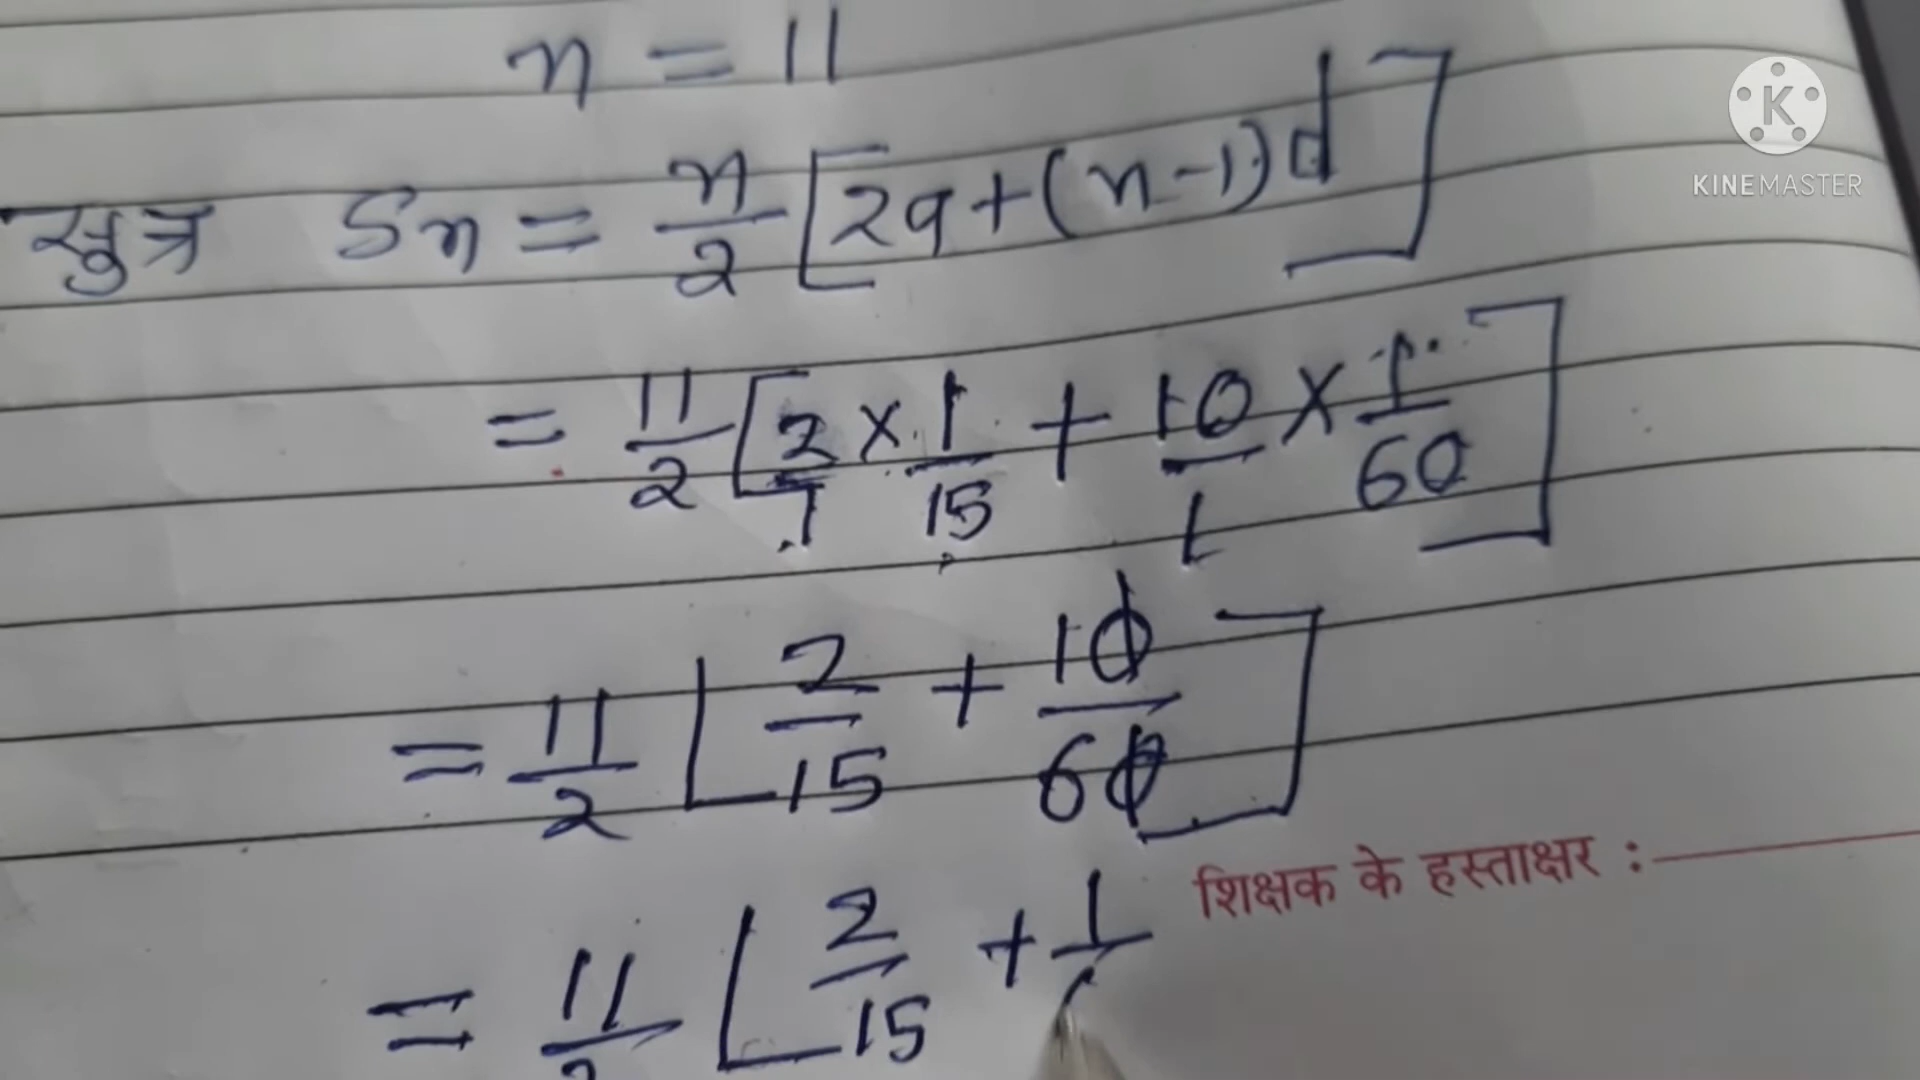 n = 11
KINEMASTER
सुत्र Sn = n/2 [2a+(n-1)d]
= 11/2 [2/1 × 1/15 + 10/1 × 1/60]
= 11/2 [2/15 + 10/60]
शिक्षक के हस्ताक्षर :
= 11/2 [2/15 + 1/